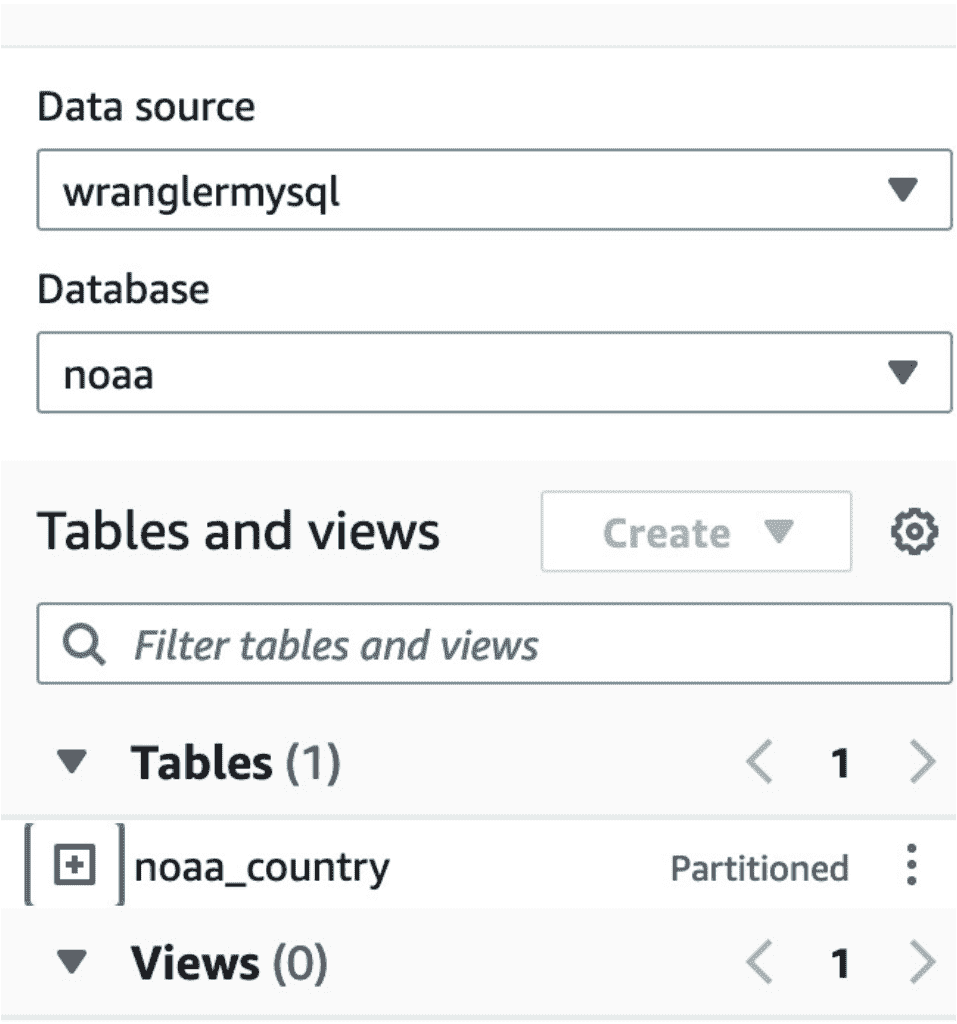 Data source
wranglermysql
Database
noaa
Tables and views Create
Filter tables and views
Tables (1) 1
noaa_country Partitioned
Views (0) 1